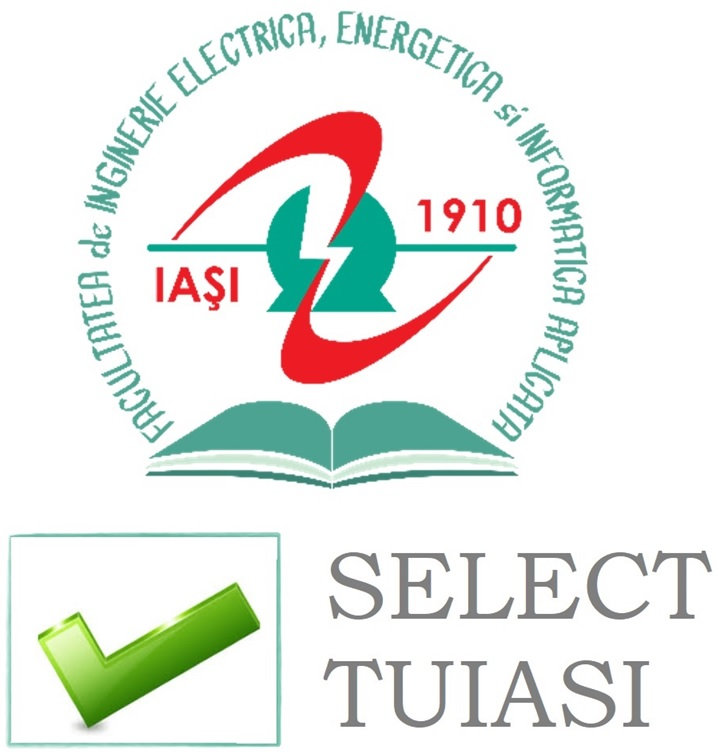 FACULTATEA de INGINERIE ELECTRICA, ENERGETICA si INFORMATICA APLICATA
1910
IAŞI
SELECT
TUIASI